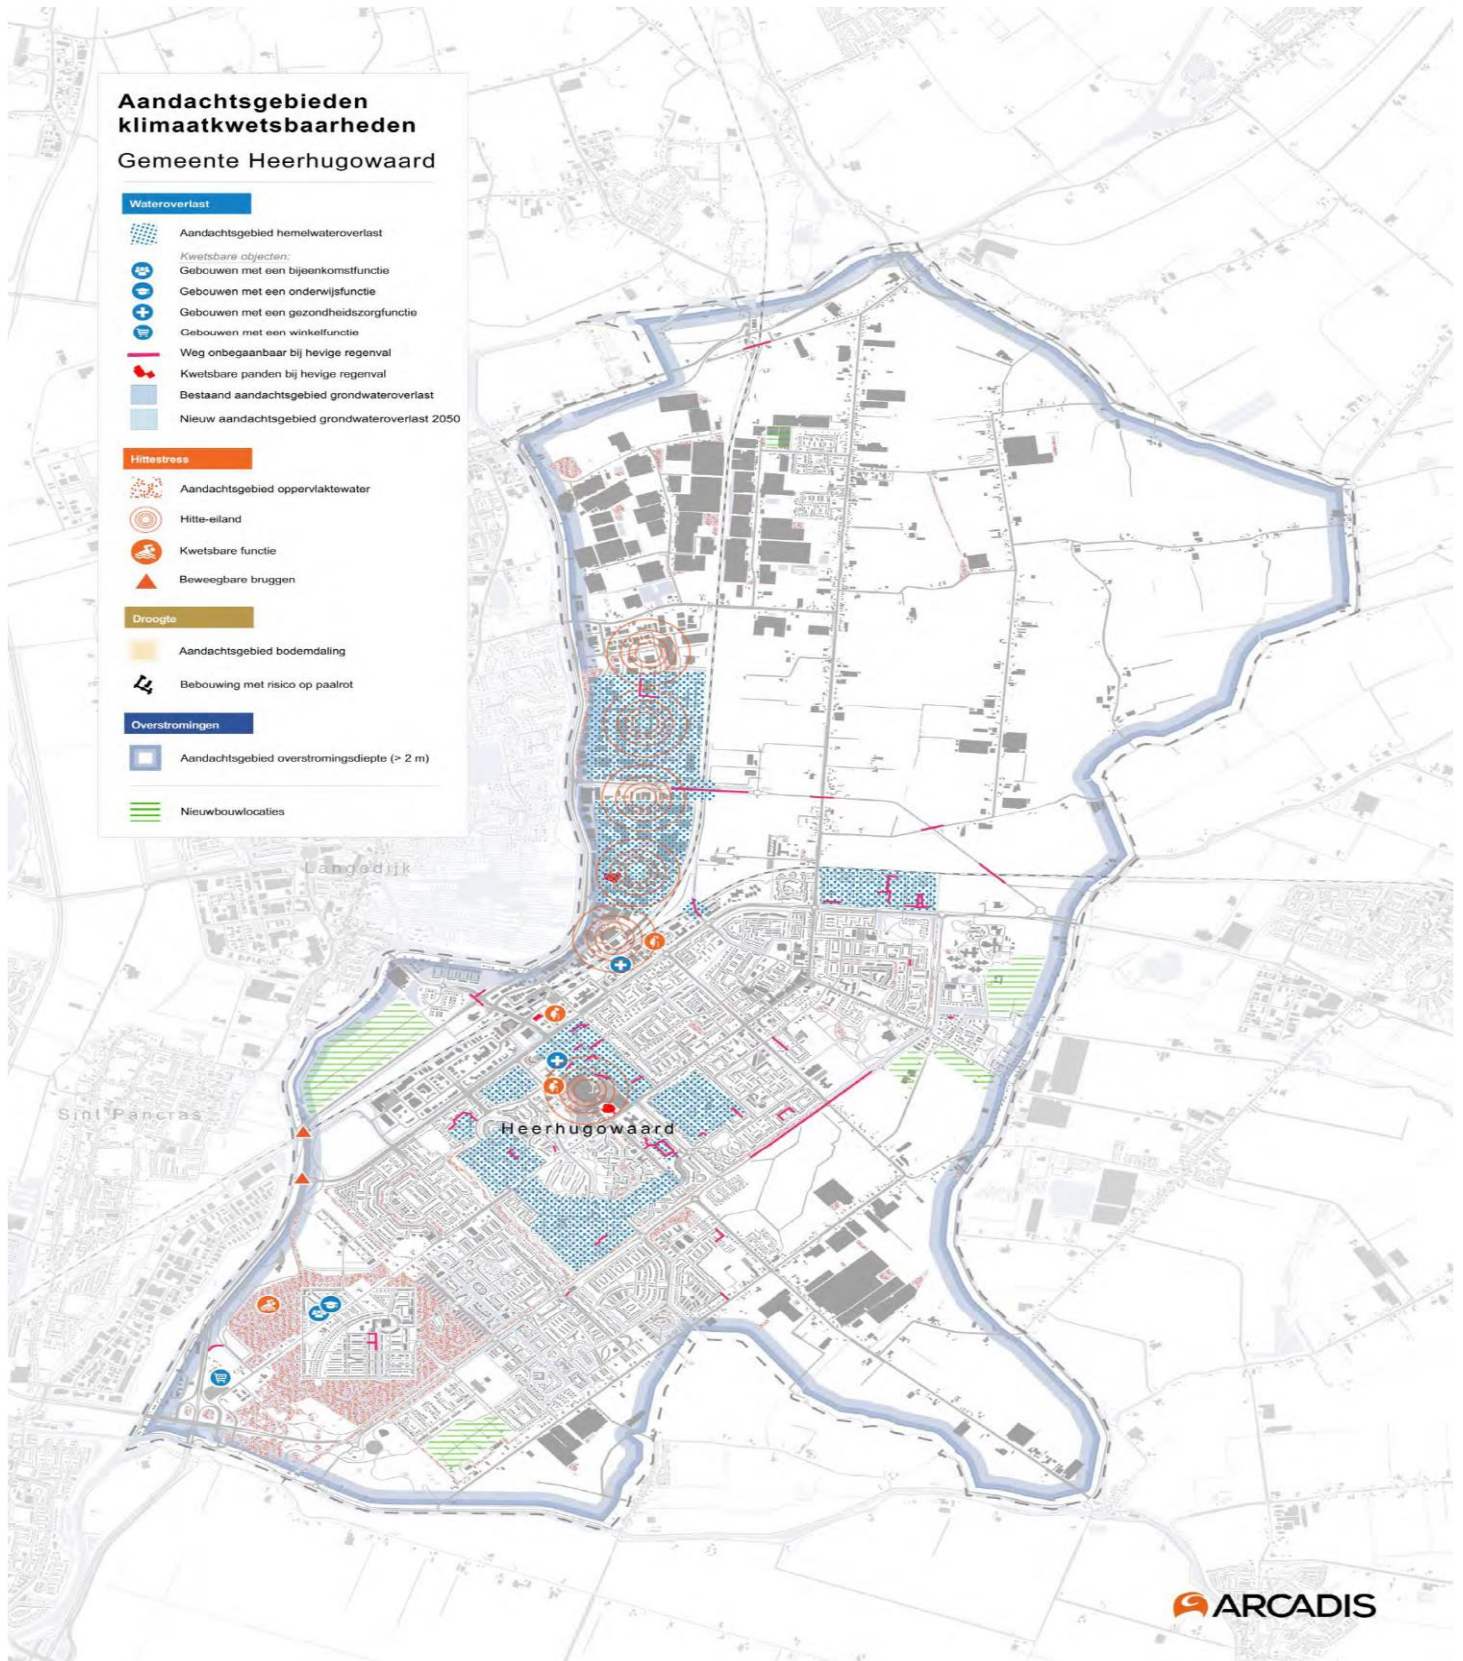 Aandachtsgebieden
klimaatkwetsbaarheden
Gemeente Heerhugowaard
Wateroverlast
Aandachtsgebied hemelwateroverlast
Kwetsbare objecten:
Gebouwen met een bijeenkomstfunctie
Gebouwen met een onderwijsfunctie
Gebouwen met een gezondheidszorgfunctie
Gebouwen met een winkelfunctie
Weg onbegaanbaar bij hevige regenval
Kwetsbare panden bij hevige regenval
Bestaand aandachtsgebied grondwateroverlast
Nieuw aandachtsgebied grondwateroverlast 2050
Hittestress
Aandachtsgebied oppervlaktewater
Hitte-eiland
Kwetsbare functie
Beweegbare bruggen
Droogte
Aandachtsgebied bodemdaling
Bebouwing met risico op paalrot
Overstromingen
Aandachtsgebied overstromingsdiepte (> 2 m)
Nieuwbouwlocaties
Langedijk
Sint Pancras
Heerhugowaard
ARCADIS